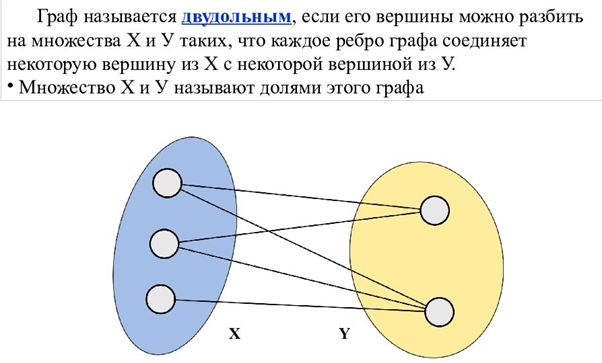 Граф называется двудольным, если его вершины можно разбить
на множества X и У таких, что каждое ребро графа соединяет
некоторую вершину из X с некоторой вершиной из У.
• Множество X и У называют долями этого графа
X Y